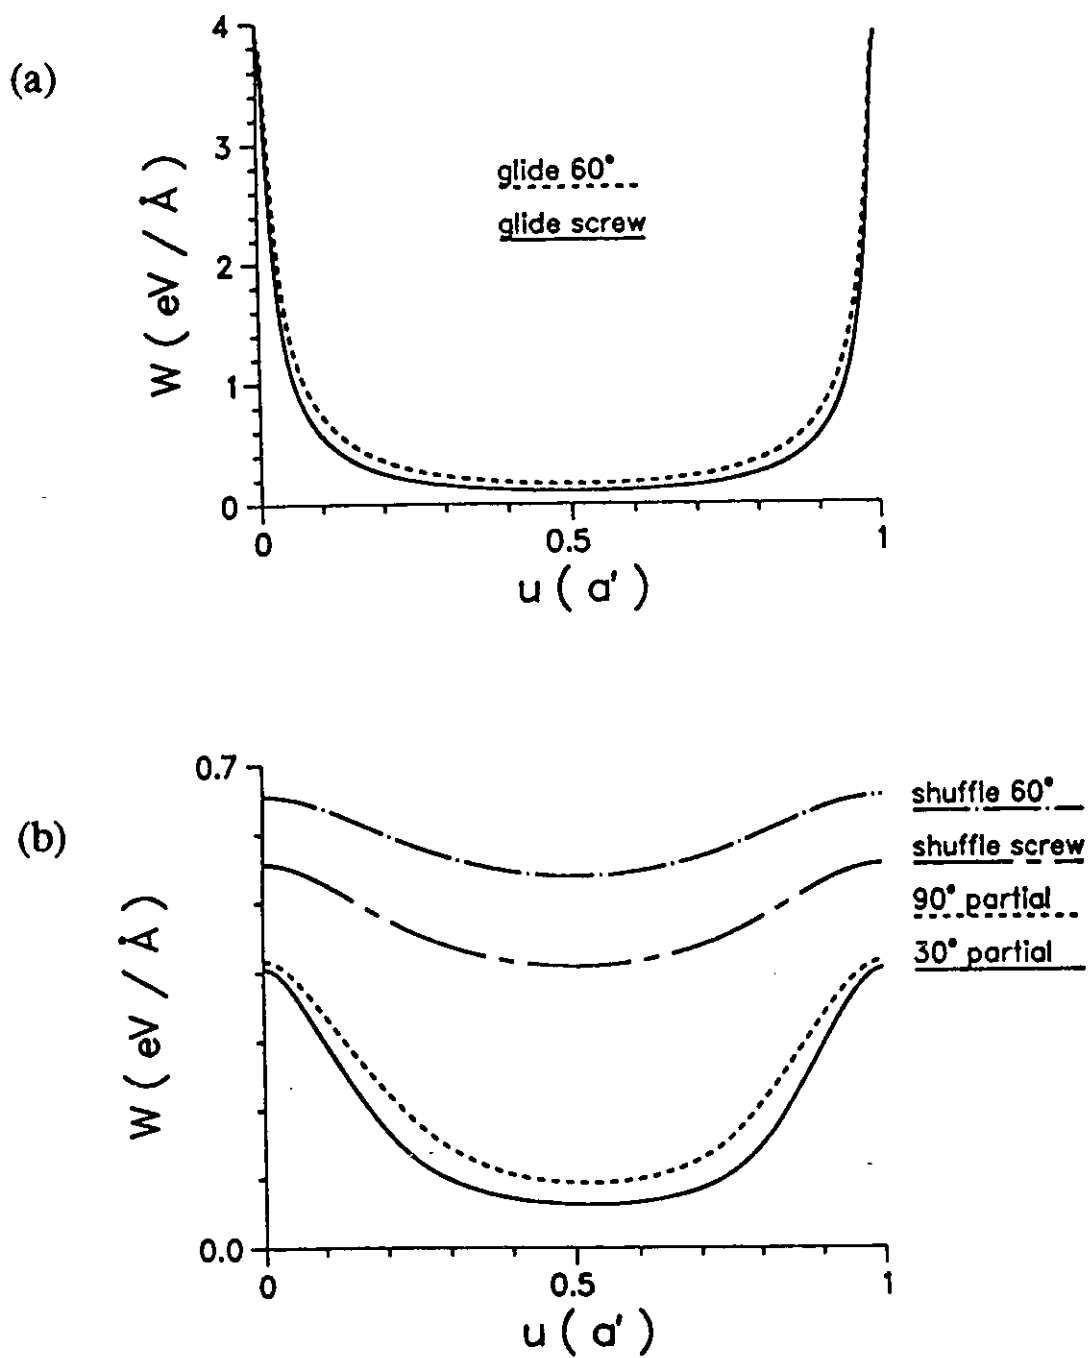 (a)
4
3
2
1
0
W ( eV / Å )
glide 60°
glide screw
0
0.5
1
u ( a' )
(b)
0.7
0.0
W ( eV / Å )
shuffle 60°
shuffle screw
90° partial
30° partial
0
0.5
1
u ( a' )